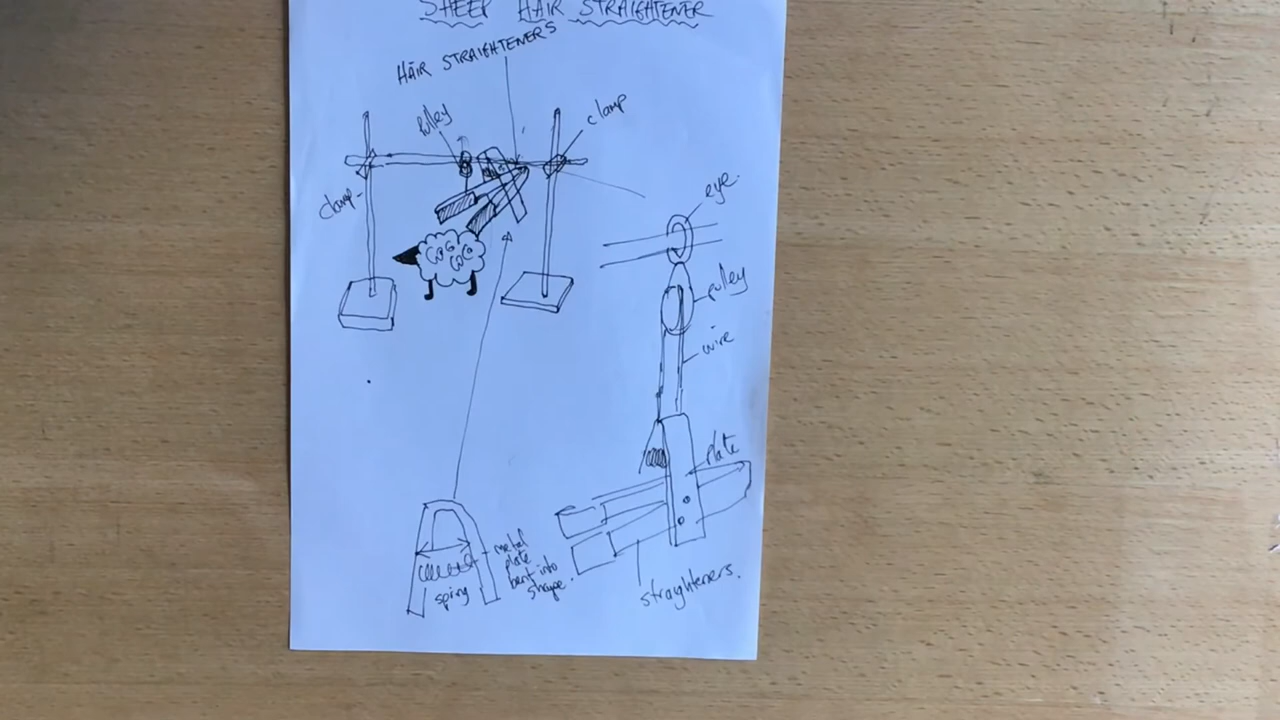 SHEEP HAIR STRAIGHTENER
HAIR STRAIGHTENERS
Pulley
clamp
clamp
eye.
pulley
wire
plate
metal
plate
bent into
shape.
spring
straighteners.